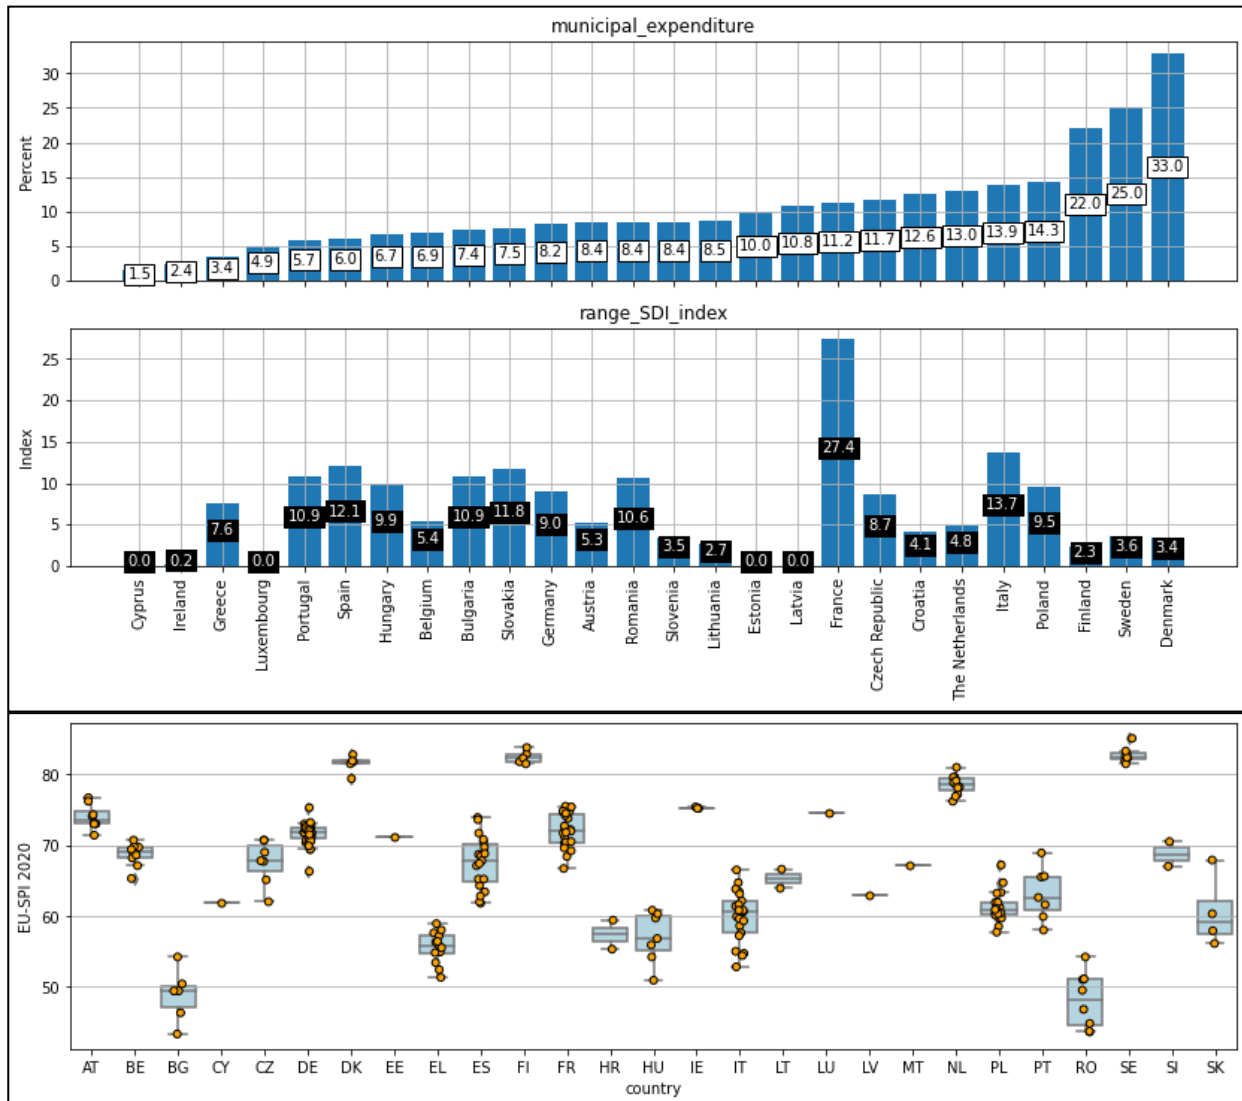 municipal_expenditure
Percent
30
25
20
15
10
5
0
1.5 2.4 3.4 4.9 5.7 6.0 6.7 6.9 7.4 7.5 8.2 8.4 8.4 8.4 8.5 10.0 10.8 11.2 11.7 12.6 13.0 13.9 14.3 22.0 25.0 33.0
range_SDI_index
Index
25
20
15
10
5
0
0.0 0.2 7.6 0.0 10.9 12.1 9.9 5.4 10.9 11.8 9.0 5.3 10.6 3.5 2.7 0.0 0.0 27.4 8.7 4.1 4.8 13.7 9.5 2.3 3.6 3.4
Cyprus
Ireland
Greece
Luxembourg
Portugal
Spain
Hungary
Belgium
Bulgaria
Slovakia
Germany
Austria
Romania
Slovenia
Lithuania
Estonia
Latvia
France
Czech Republic
Croatia
The Netherlands
Italy
Poland
Finland
Sweden
Denmark
EU-SPI 2020
80
70
60
50
AT BE BG CY CZ DE DK EE EL ES FI FR HR HU IE IT LT LU LV MT NL PL PT RO SE SI SK
country